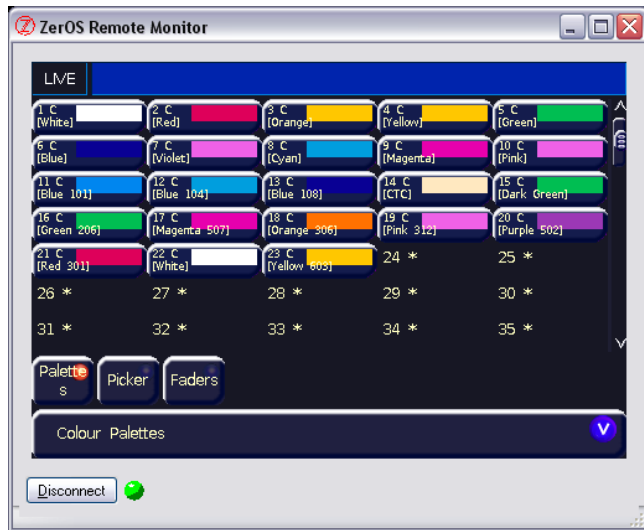 ZerOS Remote Monitor
LIVE
1 C
[White]
2 C
[Red]
3 C
[Orange]
4 C
[Yellow]
5 C
[Green]
6 C
[Blue]
7 C
[Violet]
8 C
[Cyan]
9 C
[Magenta]
10 C
[Pink]
11 C
[Blue 101]
12 C
[Blue 104]
13 C
[Blue 108]
14 C
[CTC]
15 C
[Dark Green]
16 C
[Green 206]
17 C
[Magenta 507]
18 C
[Orange 306]
19 C
[Pink 312]
20 C
[Purple 502]
21 C
[Red 301]
22 C
[White]
23 C
[Yellow 603]
24 *
25 *
26 *
27 *
28 *
29 *
30 *
31 *
32 *
33 *
34 *
35 *
Palette
s
Picker
Faders
Colour Palettes
V
Disconnect